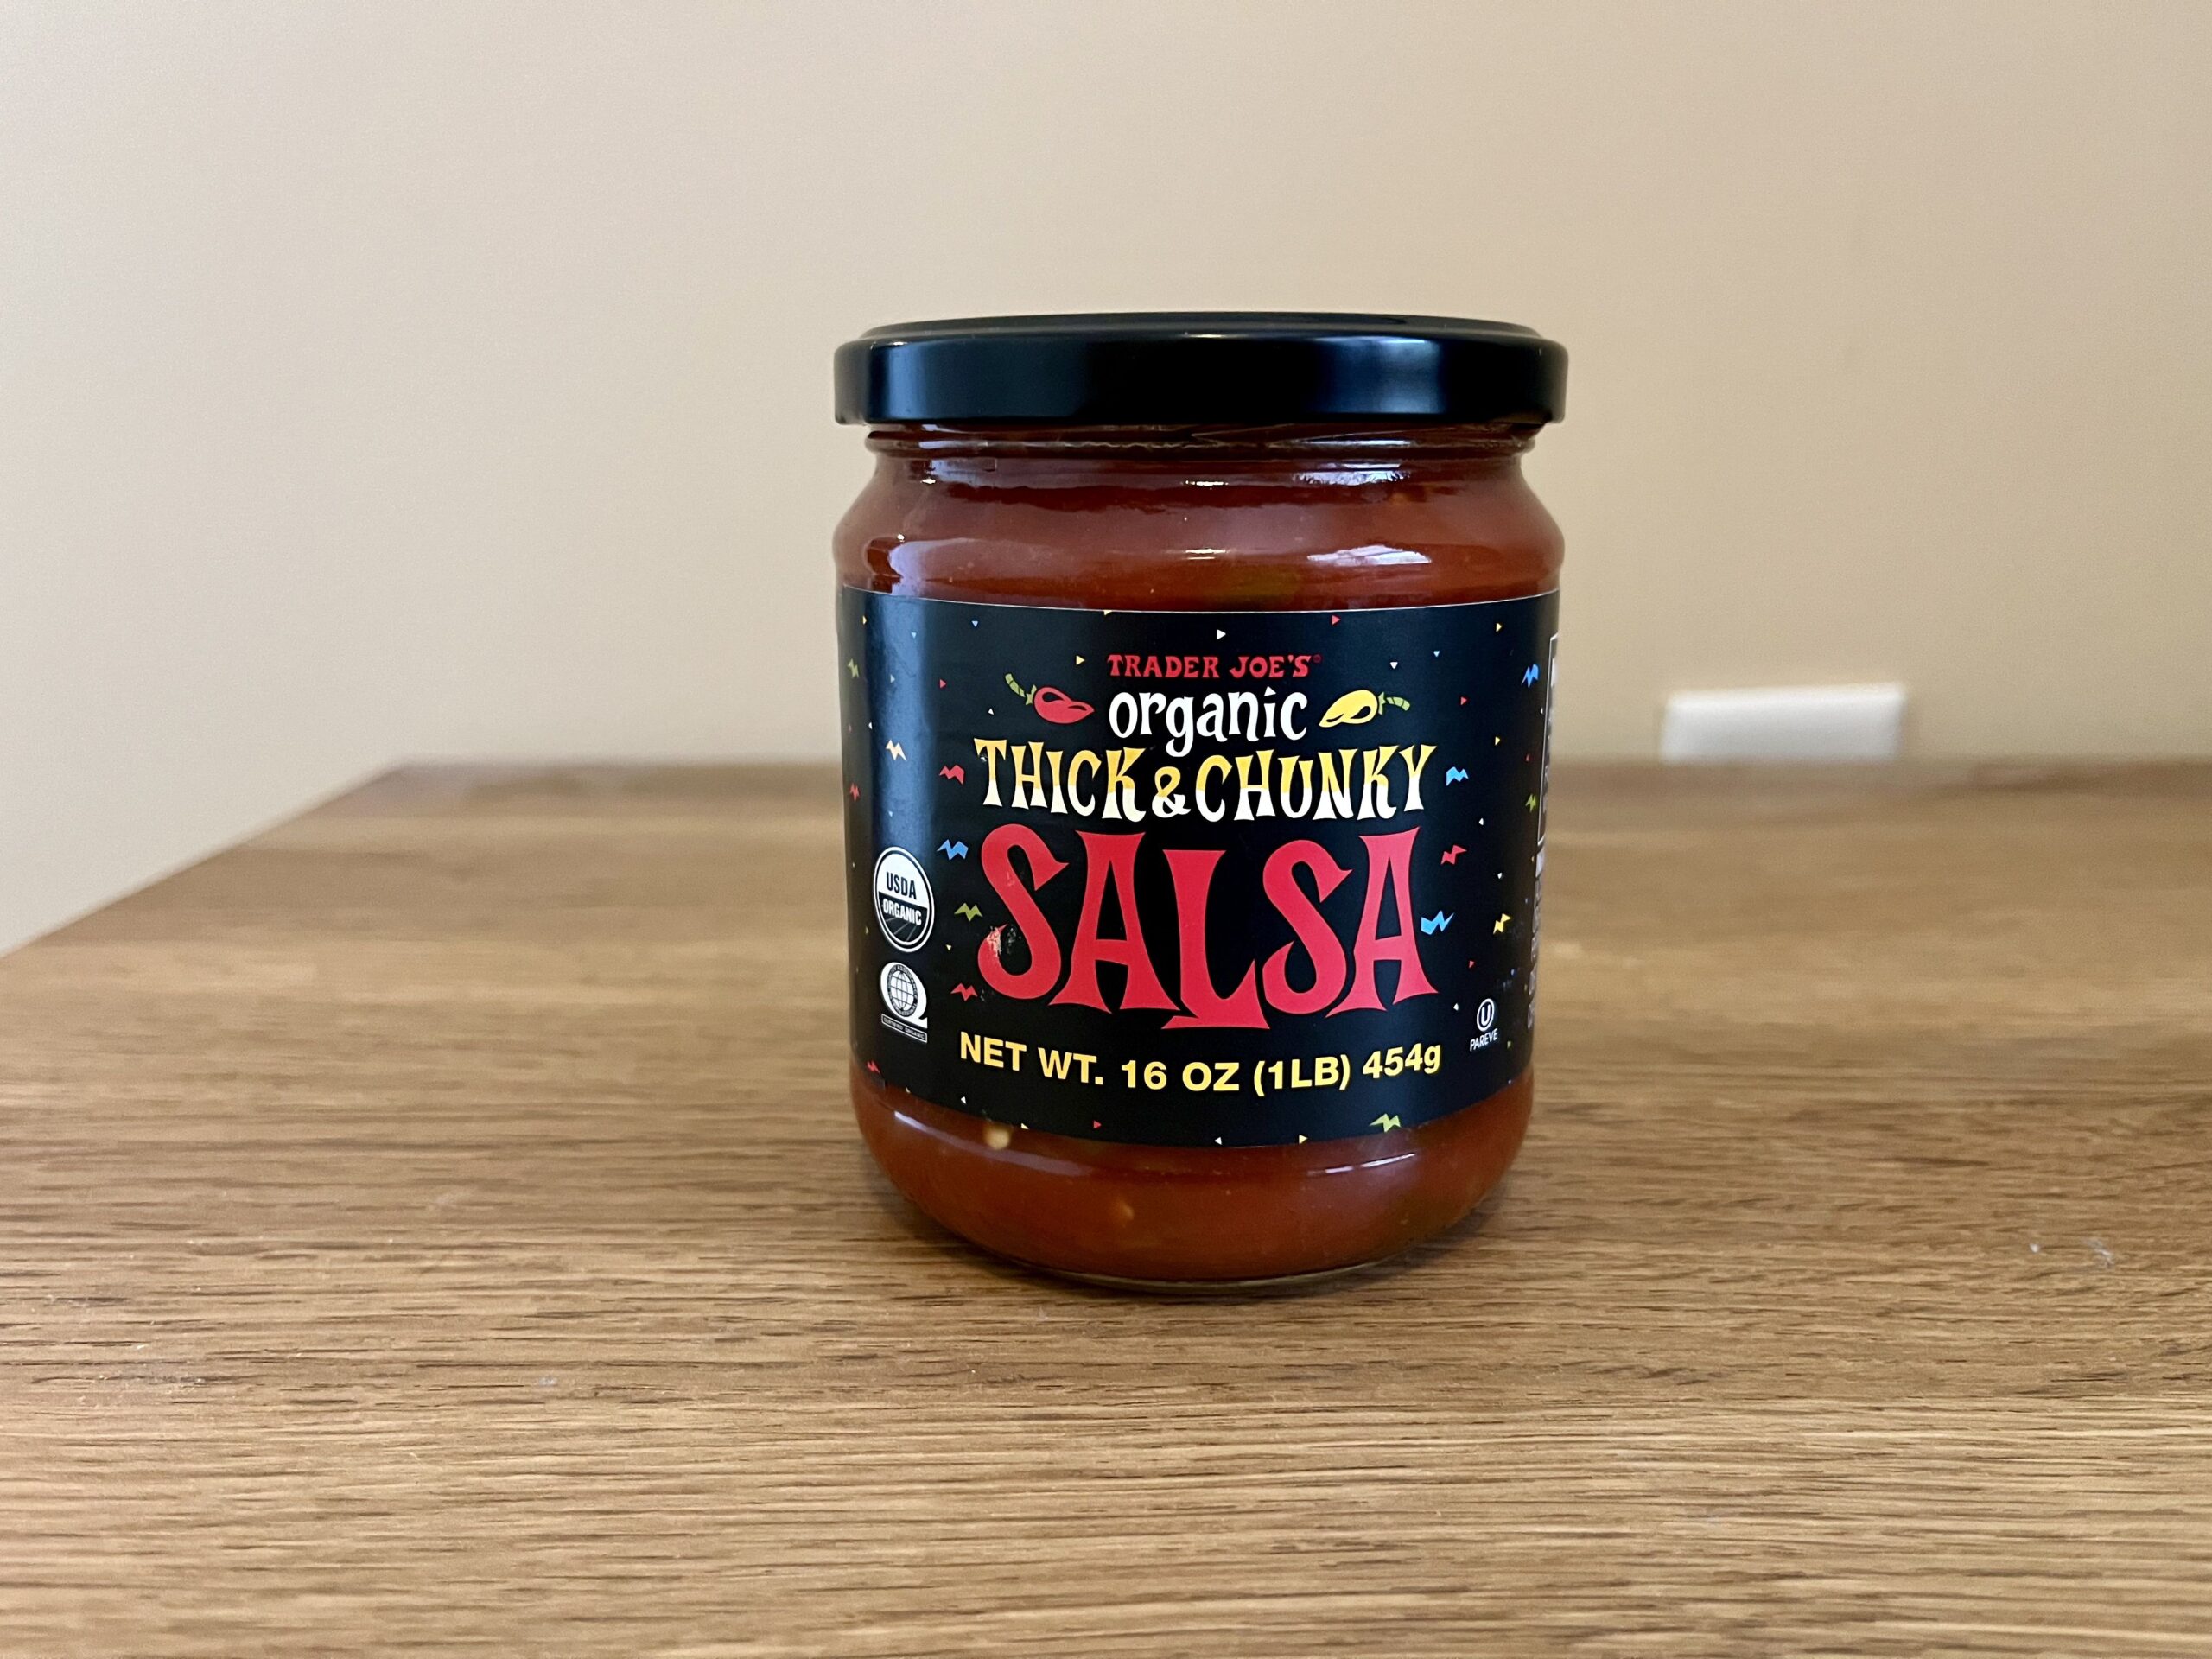 TRADER JOE'S
organic
THICK & CHUNKY
SALSA
USDA
ORGANIC
NET WT. 16 OZ (1LB) 454g
U
PAREVE